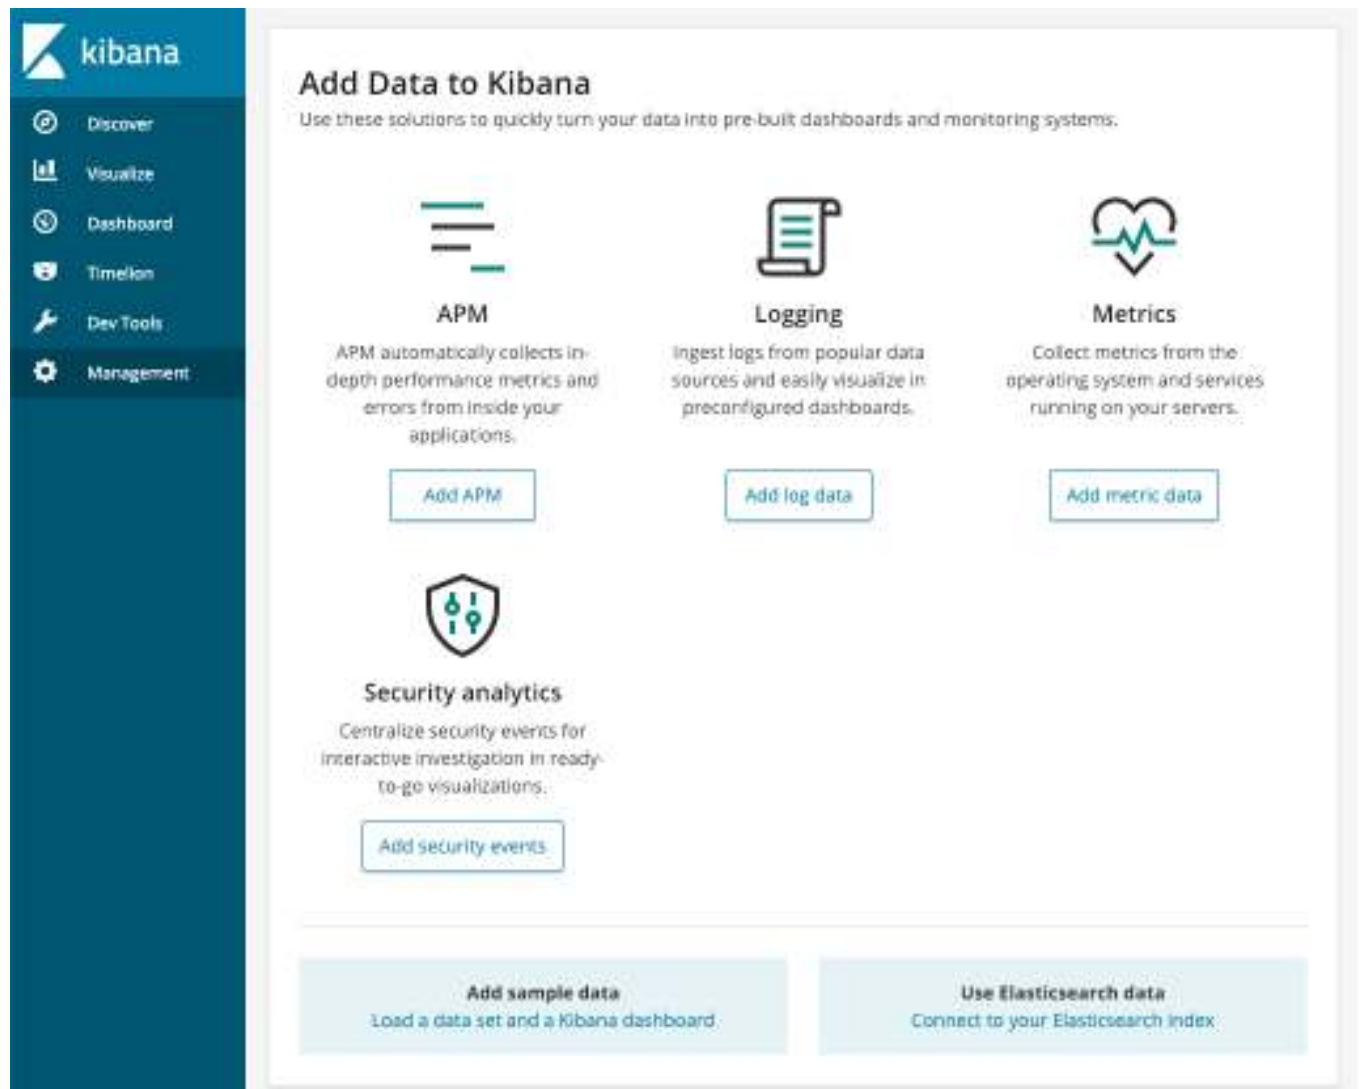 kibana
Discover
Visualize
Dashboard
Timelion
Dev Tools
Management
Add Data to Kibana
Use these solutions to quickly turn your data into pre-built dashboards and monitoring systems.
APM
APM automatically collects in-
depth performance metrics and
errors from inside your
applications.
Add APM
Logging
Ingest logs from popular data
sources and easily visualize in
preconfigured dashboards.
Add log data
Metrics
Collect metrics from the
operating system and services
running on your servers.
Add metric data
Security analytics
Centralize security events for
interactive investigation in ready-
to-go visualizations.
Add security events
Add sample data
Load a data set and a Kibana dashboard
Use Elasticsearch data
Connect to your Elasticsearch index